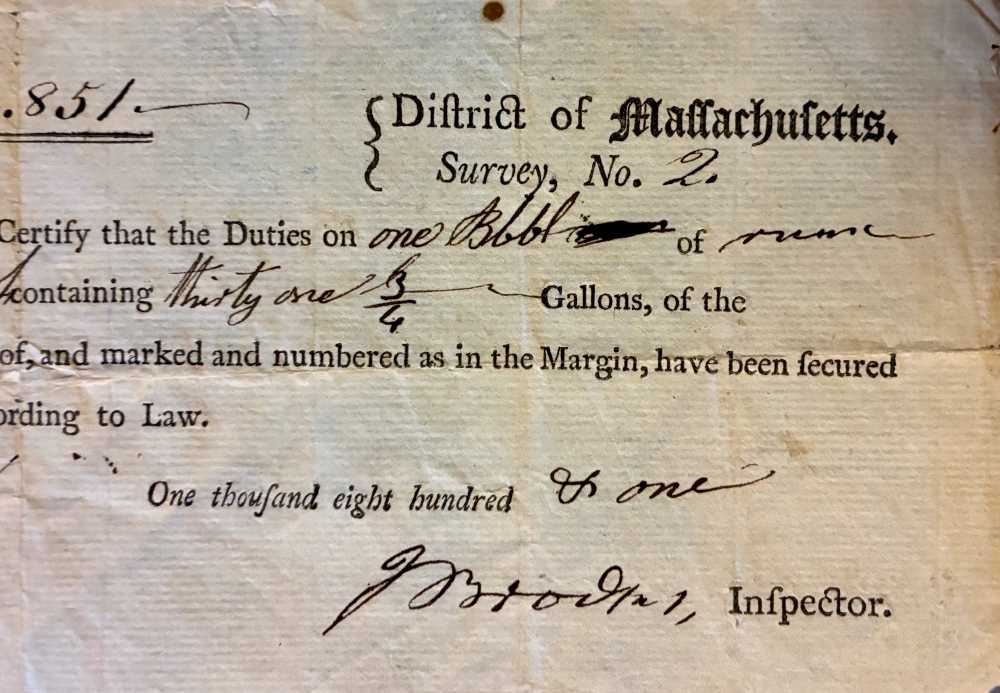 .851.
District of Massachusetts.
Survey, No. 2.
Certify that the Duties on one Bbbl of rum
containing thirty one 3/4 Gallons, of the
of, and marked and numbered as in the Margin, have been secured
ording to Law.
One thousand eight hundred & one
Inspector.